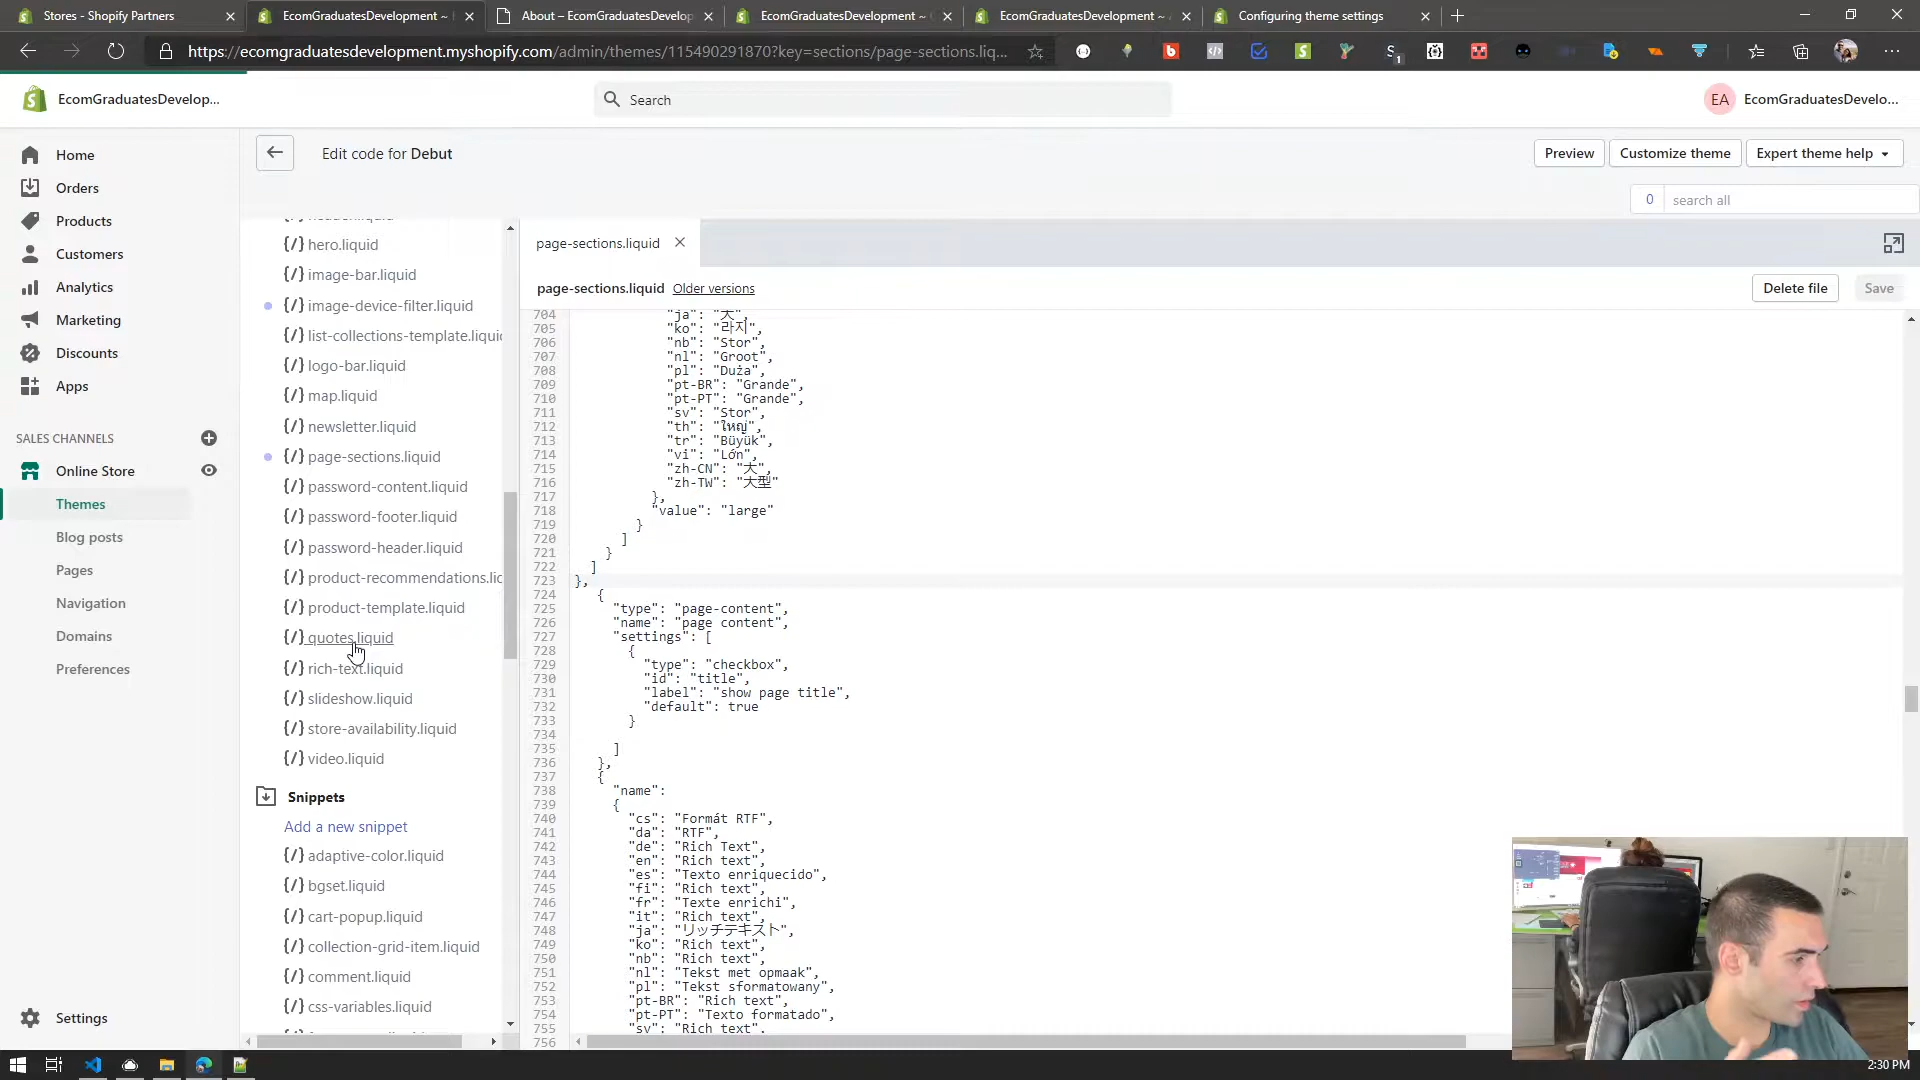 Stores - Shopify Partners
EcomGraduatesDevelopment ~
About – EcomGraduatesDevelop
EcomGraduatesDevelopment ~
EcomGraduatesDevelopment ~
Configuring theme settings
https://ecomgraduatesdevelopment.myshopify.com/admin/themes/115490291870?key=sections/page-sections.liq...
EcomGraduatesDevelop...
Search
EA
EcomGraduatesDevelo...
Home
Orders
Products
Customers
Analytics
Marketing
Discounts
Apps
SALES CHANNELS
Online Store
Themes
Blog posts
Pages
Navigation
Domains
Preferences
Settings
Edit code for Debut
Preview
Customize theme
Expert theme help
0
search all
{/} hero.liquid
{/} image-bar.liquid
{/} image-device-filter.liquid
{/} list-collections-template.liquid
{/} logo-bar.liquid
{/} map.liquid
{/} newsletter.liquid
{/} page-sections.liquid
{/} password-content.liquid
{/} password-footer.liquid
{/} password-header.liquid
{/} product-recommendations.lic
{/} product-template.liquid
{/} quotes.liquid
{/} rich-text.liquid
{/} slideshow.liquid
{/} store-availability.liquid
{/} video.liquid
Snippets
Add a new snippet
{/} adaptive-color.liquid
{/} bgset.liquid
{/} cart-popup.liquid
{/} collection-grid-item.liquid
{/} comment.liquid
{/} css-variables.liquid
page-sections.liquid
page-sections.liquid Older versions
Delete file
Save
704 "ja": "大",
705 "ko": "라지",
706 "nb": "Stor",
707 "nl": "Groot",
708 "pl": "Duża",
709 "pt-BR": "Grande",
710 "pt-PT": "Grande",
711 "sv": "Stor",
712 "th": "ใหญ่",
713 "tr": "Büyük",
714 "vi": "Lớn",
715 "zh-CN": "大",
716 "zh-TW": "大型"
717 },
718 "value": "large"
719 }
720 ]
721 }
722 ]
723 },
724 {
725 "type": "page-content",
726 "name": "page content",
727 "settings": [
728 {
729 "type": "checkbox",
730 "id": "title",
731 "label": "show page title",
732 "default": true
733 }
734
735 ]
736 },
737 {
738 "name":
739 {
740 "cs": "Formát RTF",
741 "da": "RTF",
742 "de": "Rich Text",
743 "en": "Rich text",
744 "es": "Texto enriquecido",
745 "fi": "Rich text",
746 "fr": "Texte enrichi",
747 "it": "Rich text",
748 "ja": "リッチテキスト",
749 "ko": "Rich text",
750 "nb": "Rich text",
751 "nl": "Tekst met opmaak",
752 "pl": "Tekst sformatowany",
753 "pt-BR": "Rich text",
754 "pt-PT": "Texto formatado",
755 "sv": "Rich text",
756
2:30 PM